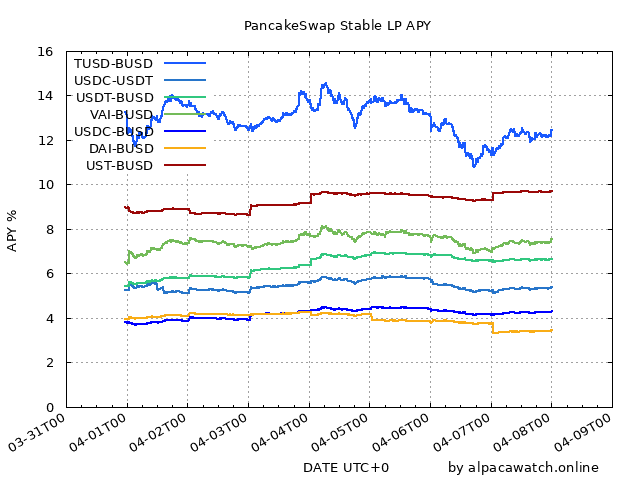 PancakeSwap Stable LP APY
16
14
12
10
8
6
4
2
0
APY %
TUSD-BUSD
USDC-USDT
USDT-BUSD
VAI-BUSD
USDC-BUSD
DAI-BUSD
UST-BUSD
03-31T00
04-01T00
04-02T00
04-03T00
04-04T00
04-05T00
04-06T00
04-07T00
04-08T00
04-09T00
DATE UTC+0
by alpacawatch.online